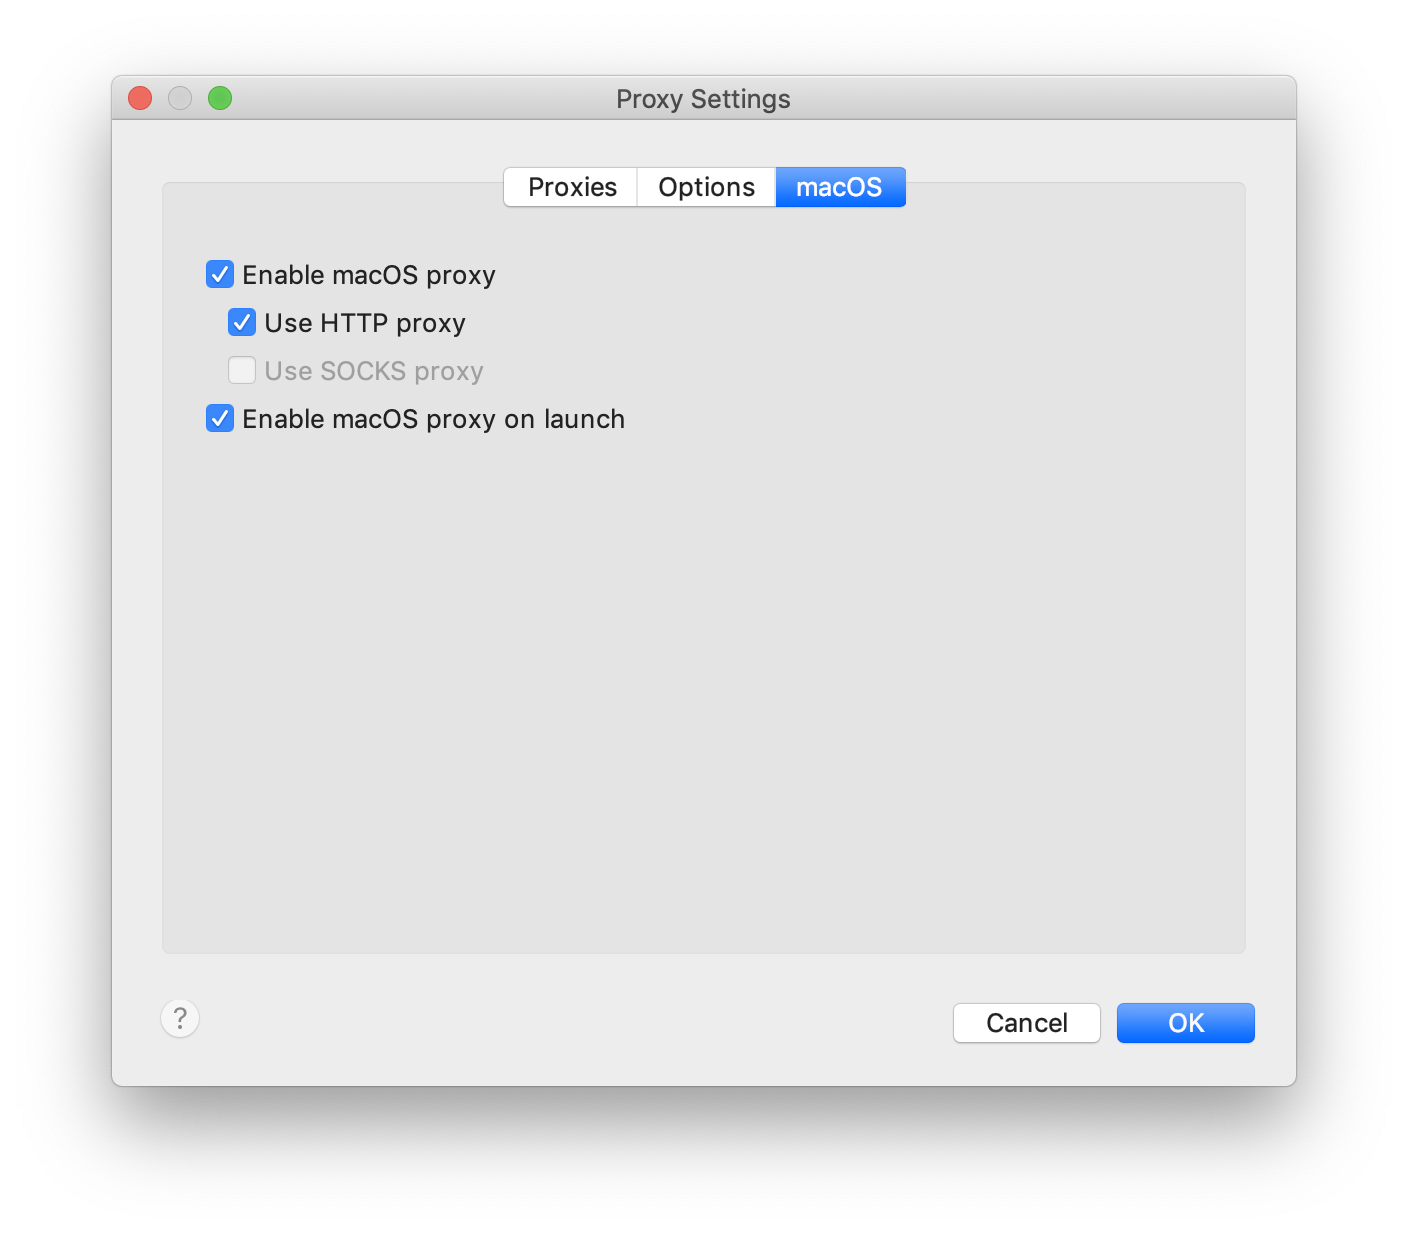 Proxy Settings
Proxies Options macOS
Enable macOS proxy
Use HTTP proxy
Use SOCKS proxy
Enable macOS proxy on launch
? Cancel OK